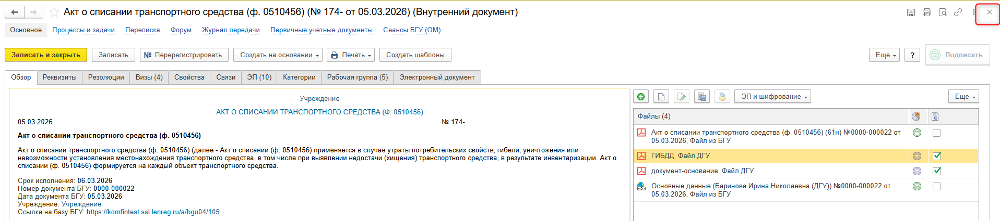 Акт о списании транспортного средства (ф. 0510456) (№ 174- от 05.03.2026) (Внутренний документ)
Основное Процессы и задачи Переписка Форум Журнал передачи Первичные учетные документы Сеансы БГУ (ОМ)
Записать и закрыть Записать № Перерегистрировать Создать на основании Печать Создать шаблоны Еще ? Подписать
Обзор Реквизиты Резолюции Визы (4) Свойства Связи ЭП (10) Категории Рабочая группа (5) Электронный документ
Учреждение
АКТ О СПИСАНИИ ТРАНСПОРТНОГО СРЕДСТВА (Ф. 0510456)
05.03.2026 № 174-
Акт о списании транспортного средства (ф. 0510456)
Акт о списании транспортного средства (ф. 0510456) (далее - Акт о списании (ф. 0510456) применяется в случае утраты потребительских свойств, гибели, уничтожения или
невозможности установления местонахождения транспортного средства, в том числе при выявлении недостачи (хищения) транспортного средства, в результате инвентаризации. Акт о
списании (ф. 0510456) формируется на каждый объект транспортного средства.
Срок исполнения: 06.03.2026
Номер документа БГУ: 0000-000022
Дата документа БГУ: 05.03.2026
Учреждение: Учреждение
Ссылка на базу БГУ: https://komfintest.ssl.lenreg.ru/a/bgu04/105
ЭП и шифрование Еще
Файлы (4)
Акт о списании транспортного средства (ф. 0510456) (61н) №0000-000022 от
05.03.2026, Файл из БГУ
ГИБДД, Файл ДГУ
документ-основание, Файл ДГУ
Основные данные (Баринова Ирина Николаевна (ДГУ)) №0000-000022 от
05.03.2026, Файл из БГУ